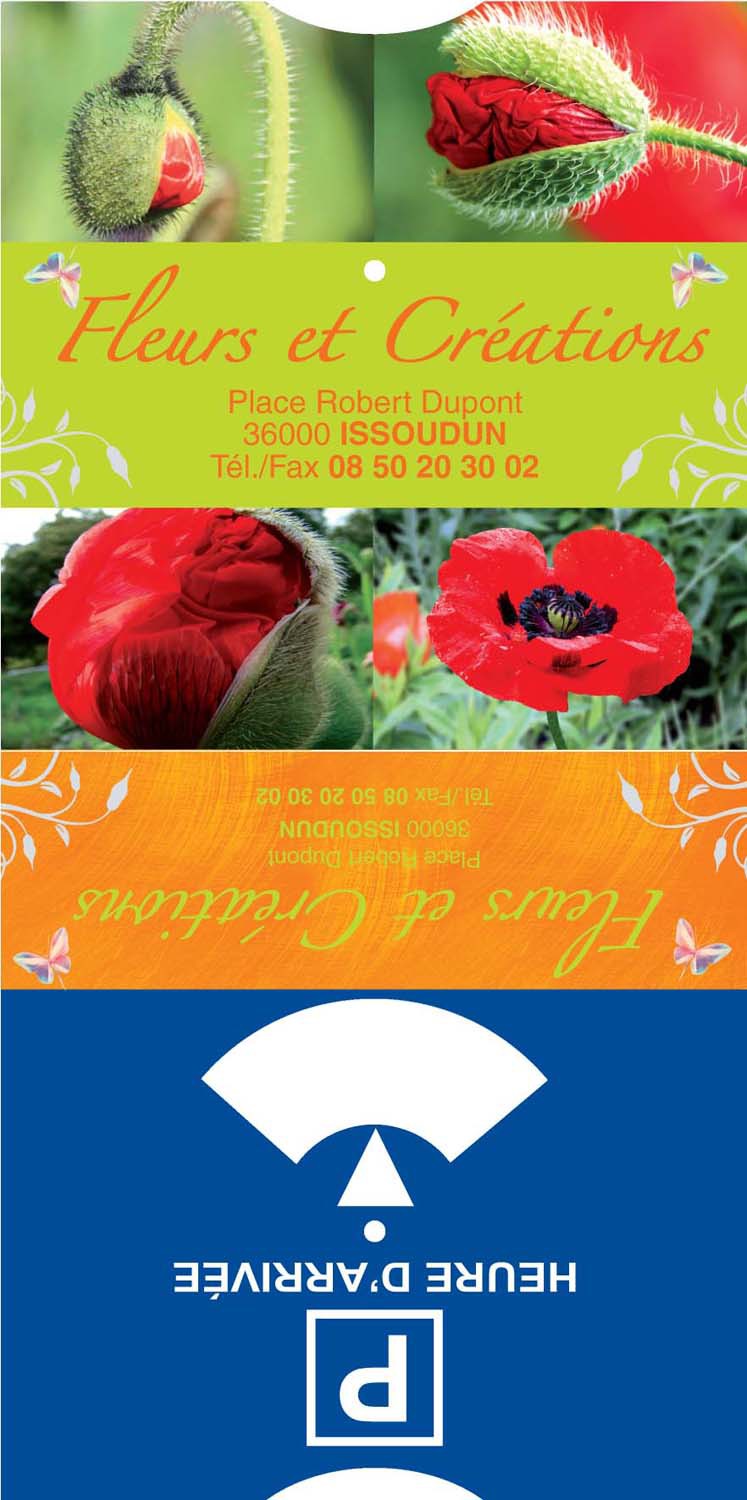 Fleurs et Créations
Place Robert Dupont
36000 ISSOUDUN
Tél./Fax 08 50 20 30 02
Fleurs et Créations
Place Robert Dupont
36000 ISSOUDUN
Tél./Fax 08 50 20 30 02
P
HEURE D'ARRIVÉE